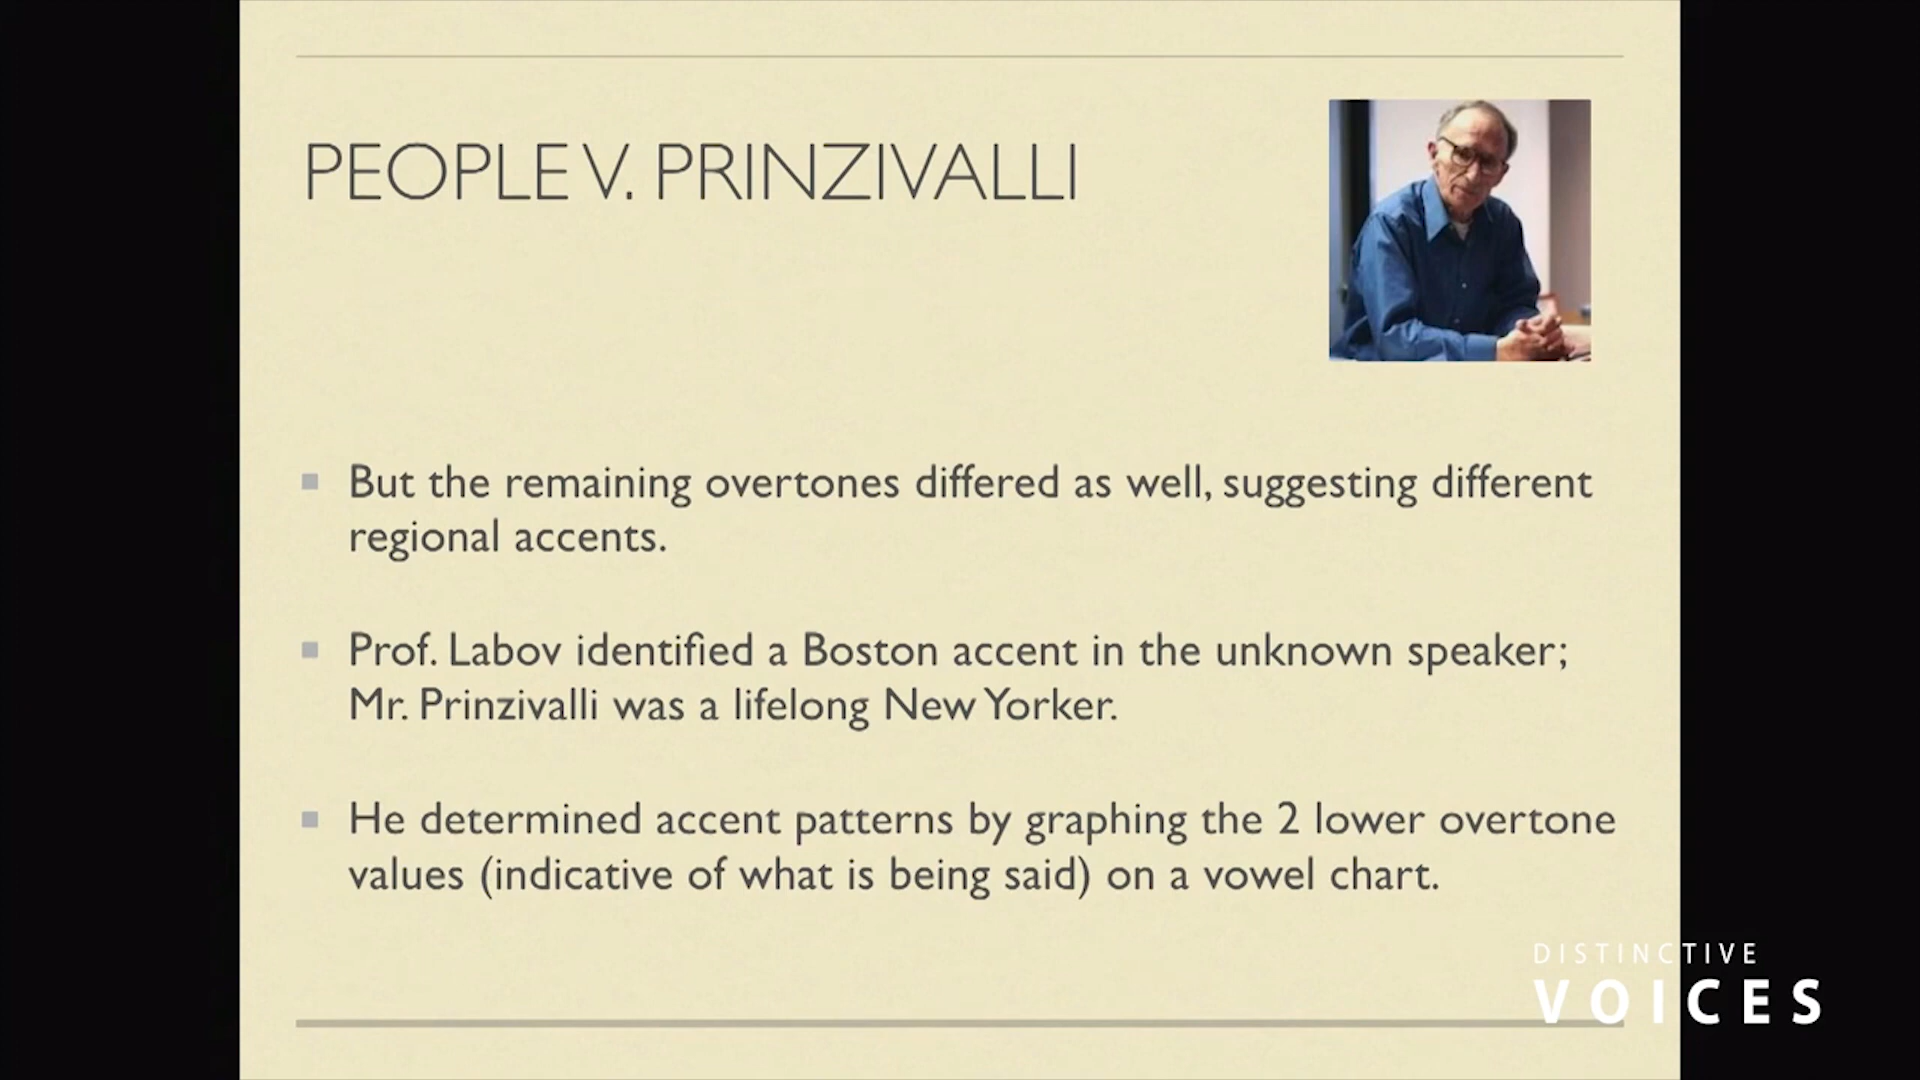 PEOPLE V. PRINZIVALLI
But the remaining overtones differed as well, suggesting different
regional accents.
Prof. Labov identified a Boston accent in the unknown speaker;
Mr. Prinzivalli was a lifelong New Yorker.
He determined accent patterns by graphing the 2 lower overtone
values (indicative of what is being said) on a vowel chart.
DISTINCTIVE
VOICES